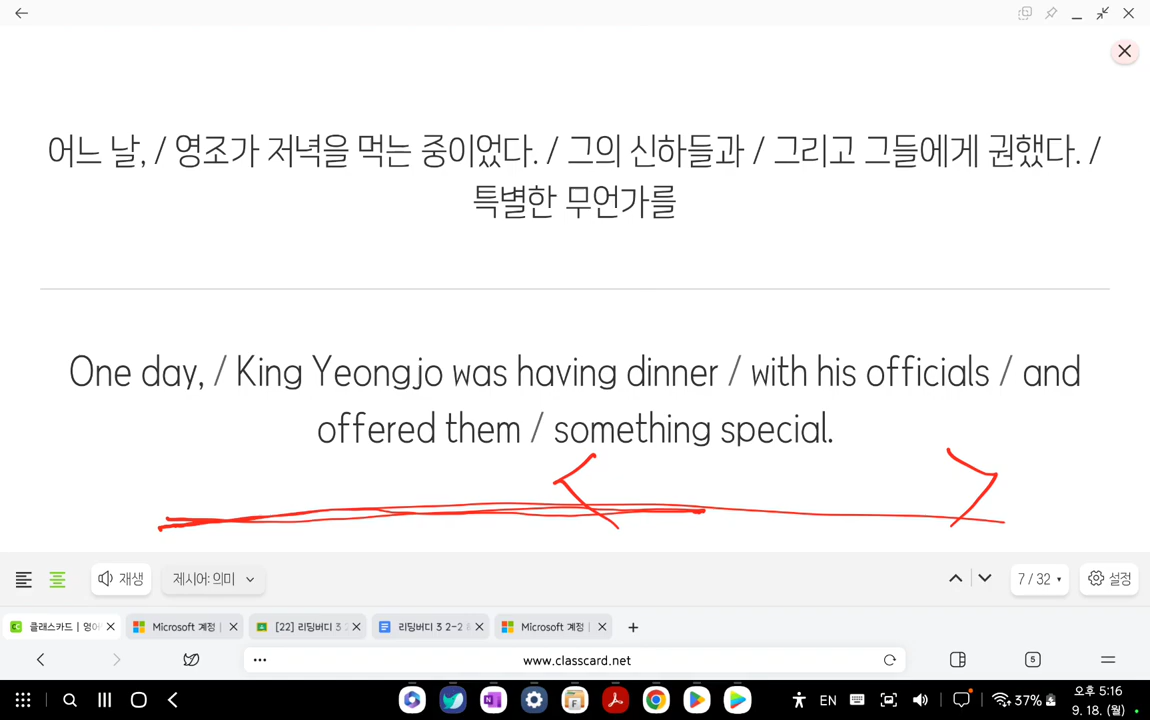 어느 날, / 영조가 저녁을 먹는 중이었다. / 그의 신하들과 / 그리고 그들에게 권했다. /
특별한 무언가를
One day, / King Yeongjo was having dinner / with his officials / and
offered them / something special.
재생
제시어: 의미
7 / 32
설정
플래스카드 | 영어
Microsoft 계정 |
[22] 리딩버디 3 2
리딩버디 3 2-2
Microsoft 계정 |
www.classcard.net
5
EN
37%
오후 5:16
9. 18. (월)